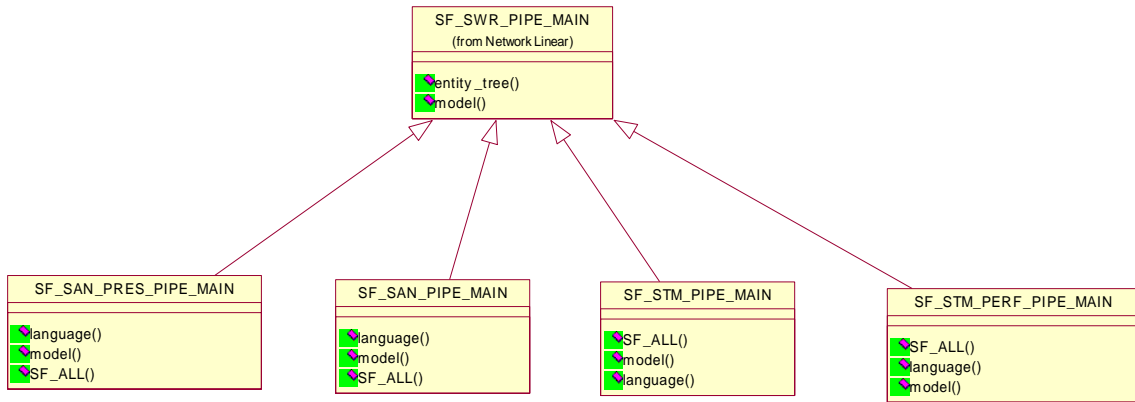 SF_SWR_PIPE_MAIN
(from Network Linear)
entity_tree()
model()
SF_SAN_PRES_PIPE_MAIN
language()
model()
SF_ALL()
SF_SAN_PIPE_MAIN
language()
model()
SF_ALL()
SF_STM_PIPE_MAIN
SF_ALL()
model()
language()
SF_STM_PERF_PIPE_MAIN
SF_ALL()
language()
model()